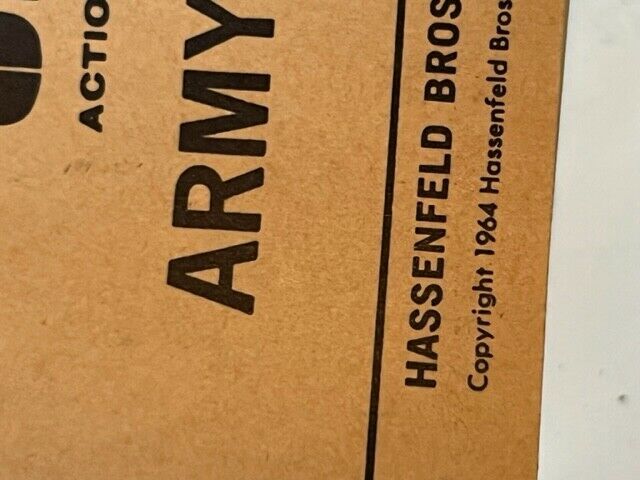 ACTIO
ARMY
HASSENFELD BROS
Copyright 1964 Hassenfeld Bros